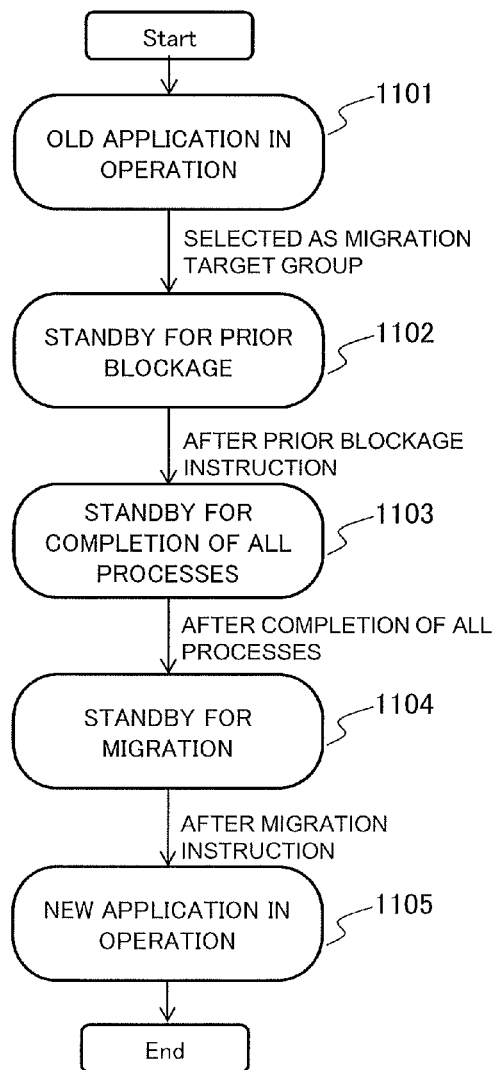 Start
1101
OLD APPLICATION IN
OPERATION
SELECTED AS MIGRATION
TARGET GROUP
1102
STANDBY FOR PRIOR
BLOCKAGE
AFTER PRIOR BLOCKAGE
INSTRUCTION
1103
STANDBY FOR
COMPLETION OF ALL
PROCESSES
AFTER COMPLETION OF ALL
PROCESSES
1104
STANDBY FOR
MIGRATION
AFTER MIGRATION
INSTRUCTION
1105
NEW APPLICATION IN
OPERATION
End